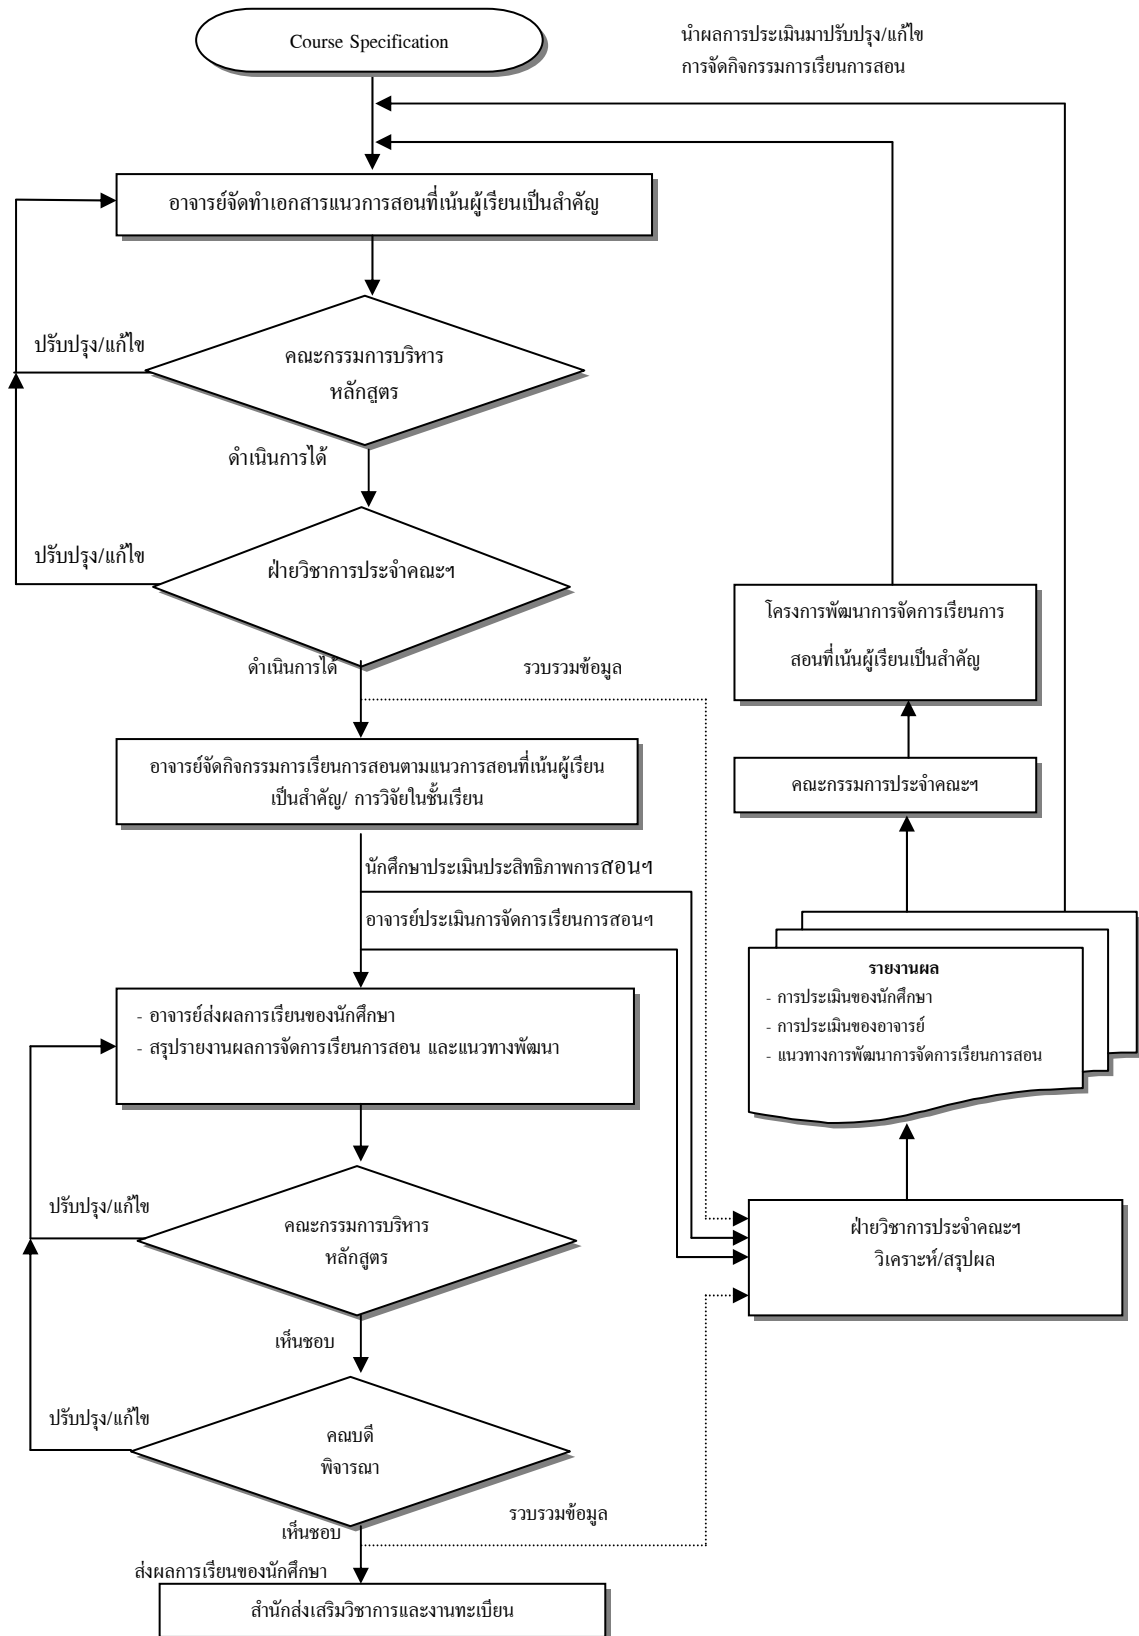 Course Specification
นำผลการประเมินมาปรับปรุง/แก้ไข
การจัดกิจกรรมการเรียนการสอน
อาจารย์จัดทำเอกสารแนวการสอนที่เน้นผู้เรียนเป็นสำคัญ
ปรับปรุง/แก้ไข
คณะกรรมการบริหาร
หลักสูตร
ดำเนินการได้
ปรับปรุง/แก้ไข
ฝ่ายวิชาการประจำคณะฯ
ดำเนินการได้
รวบรวมข้อมูล
โครงการพัฒนาการจัดการเรียนการ
สอนที่เน้นผู้เรียนเป็นสำคัญ
อาจารย์จัดกิจกรรมการเรียนการสอนตามแนวการสอนที่เน้นผู้เรียน
เป็นสำคัญ/ การวิจัยในชั้นเรียน
คณะกรรมการประจำคณะฯ
นักศึกษาประเมินประสิทธิภาพการสอนฯ
อาจารย์ประเมินการจัดการเรียนการสอนฯ
รายงานผล
- การประเมินของนักศึกษา
- การประเมินของอาจารย์
- แนวทางการพัฒนาการจัดการเรียนการสอน
- อาจารย์ส่งผลการเรียนของนักศึกษา
- สรุปรายงานผลการจัดการเรียนการสอน และแนวทางพัฒนา
ปรับปรุง/แก้ไข
คณะกรรมการบริหาร
หลักสูตร
ฝ่ายวิชาการประจำคณะฯ
วิเคราะห์/สรุปผล
เห็นชอบ
ปรับปรุง/แก้ไข
คณบดี
พิจารณา
รวบรวมข้อมูล
เห็นชอบ
ส่งผลการเรียนของนักศึกษา
สำนักส่งเสริมวิชาการและงานทะเบียน